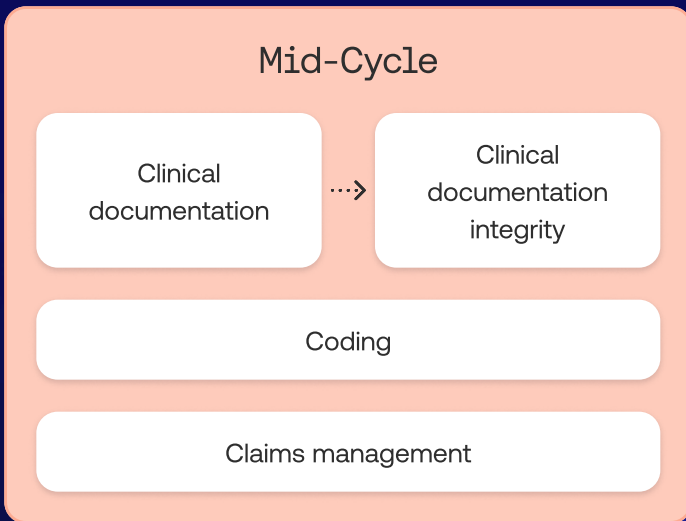 Mid-Cycle
Clinical
documentation
Clinical
documentation
integrity
Coding
Claims management